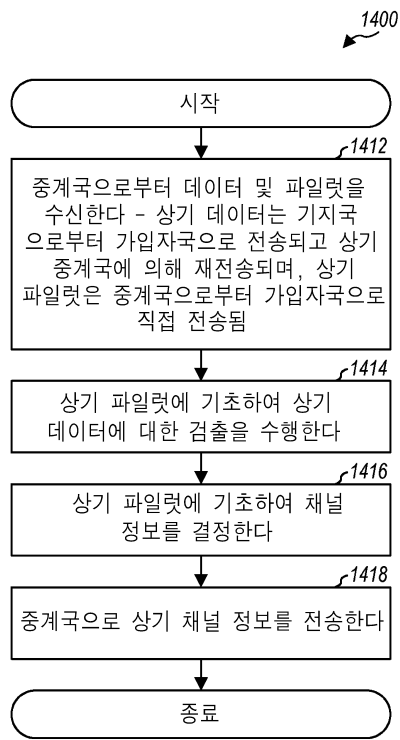 1400
시작
1412
중계국으로부터 데이터 및 파일럿을
수신한다 - 상기 데이터는 기지국
으로부터 가입자국으로 전송되고 상기
중계국에 의해 재전송되며, 상기
파일럿은 중계국으로부터 가입자국으로
직접 전송됨
1414
상기 파일럿에 기초하여 상기
데이터에 대한 검출을 수행한다
1416
상기 파일럿에 기초하여 채널
정보를 결정한다
1418
중계국으로 상기 채널 정보를 전송한다
종료